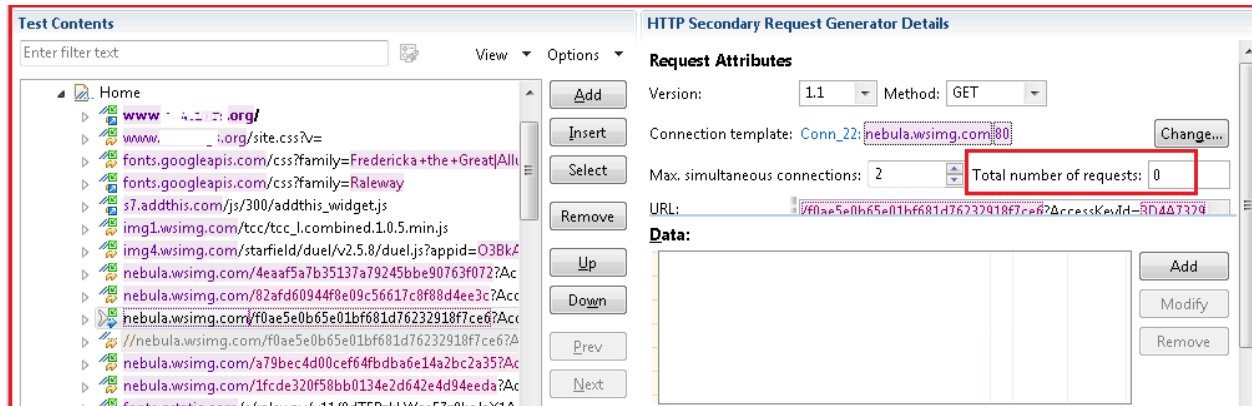 Test Contents
Enter filter text
View
Options
Home
www .org/
www. .org/site.css?v=
fonts.googleapis.com/css?family=Fredericka+the+Great|Allu
fonts.googleapis.com/css?family=Raleway
s7.addthis.com/js/300/addthis_widget.js
img1.wsimg.com/tcc/tcc_l.combined.1.0.5.min.js
img4.wsimg.com/starfield/duel/v2.5.8/duel.js?appid=O3BkA
nebula.wsimg.com/4eaaf5a7b35137a79245bbe90763f072?Ac
nebula.wsimg.com/82afd60944f8e09c56617c8f88d4ee3c?Acc
nebula.wsimg.com/f0ae5e0b65e01bf681d76232918f7ce6?Acc
//nebula.wsimg.com/f0ae5e0b65e01bf681d76232918f7ce6?A
nebula.wsimg.com/a79bec4d00cef64fbdba6e14a2bc2a35?Ac
nebula.wsimg.com/1fcde320f58bb0134e2d642e4d94eeda?Ac
Add
Insert
Select
Remove
Up
Down
Prev
Next
HTTP Secondary Request Generator Details
Request Attributes
Version: 1.1 Method: GET
Connection template: Conn_22: nebula.wsimg.com:80 Change...
Max. simultaneous connections: 2 Total number of requests: 0
URL: /f0ae5e0b65e01bf681d76232918f7ce6?AccessKeyId=3D4A7329
Data:
Add
Modify
Remove